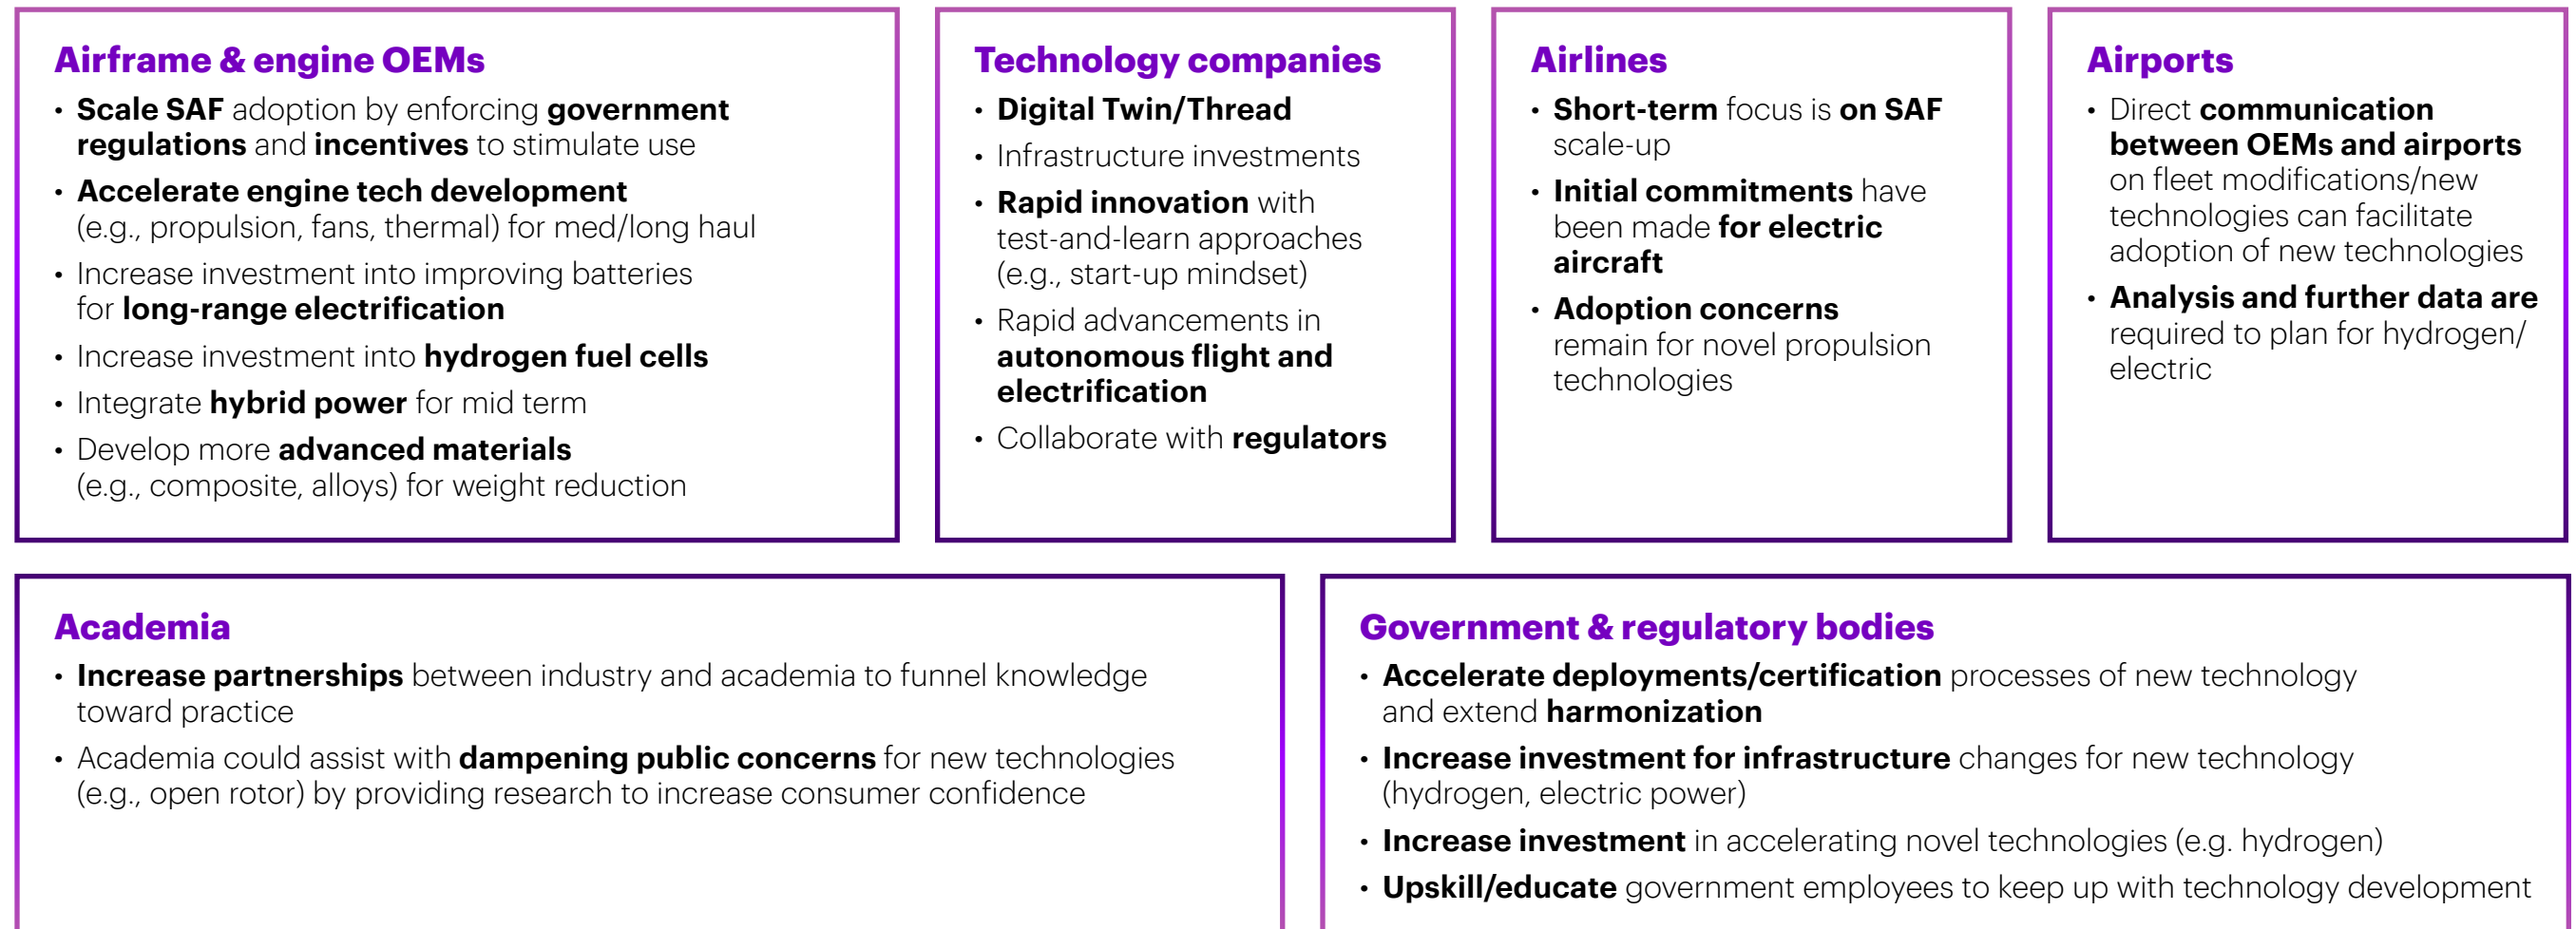 Airframe & engine OEMs
• Scale SAF adoption by enforcing government
regulations and incentives to stimulate use
• Accelerate engine tech development
(e.g., propulsion, fans, thermal) for med/long haul
• Increase investment into improving batteries
for long-range electrification
• Increase investment into hydrogen fuel cells
• Integrate hybrid power for mid term
• Develop more advanced materials
(e.g., composite, alloys) for weight reduction
Technology companies
• Digital Twin/Thread
• Infrastructure investments
• Rapid innovation with
test-and-learn approaches
(e.g., start-up mindset)
• Rapid advancements in
autonomous flight and
electrification
• Collaborate with regulators
Airlines
• Short-term focus is on SAF
scale-up
• Initial commitments have
been made for electric
aircraft
• Adoption concerns
remain for novel propulsion
technologies
Airports
• Direct communication
between OEMs and airports
on fleet modifications/new
technologies can facilitate
adoption of new technologies
• Analysis and further data are
required to plan for hydrogen/
electric
Academia
• Increase partnerships between industry and academia to funnel knowledge
toward practice
• Academia could assist with dampening public concerns for new technologies
(e.g., open rotor) by providing research to increase consumer confidence
Government & regulatory bodies
• Accelerate deployments/certification processes of new technology
and extend harmonization
• Increase investment for infrastructure changes for new technology
(hydrogen, electric power)
• Increase investment in accelerating novel technologies (e.g. hydrogen)
• Upskill/educate government employees to keep up with technology development